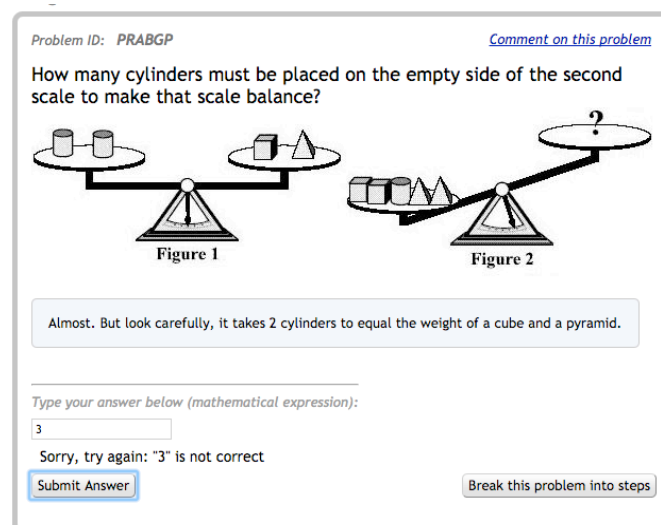 Problem ID: PRABGP
Comment on this problem
How many cylinders must be placed on the empty side of the second
scale to make that scale balance?
?
Figure 1
Figure 2
Almost. But look carefully, it takes 2 cylinders to equal the weight of a cube and a pyramid.
Type your answer below (mathematical expression):
3
Sorry, try again: "3" is not correct
Submit Answer
Break this problem into steps